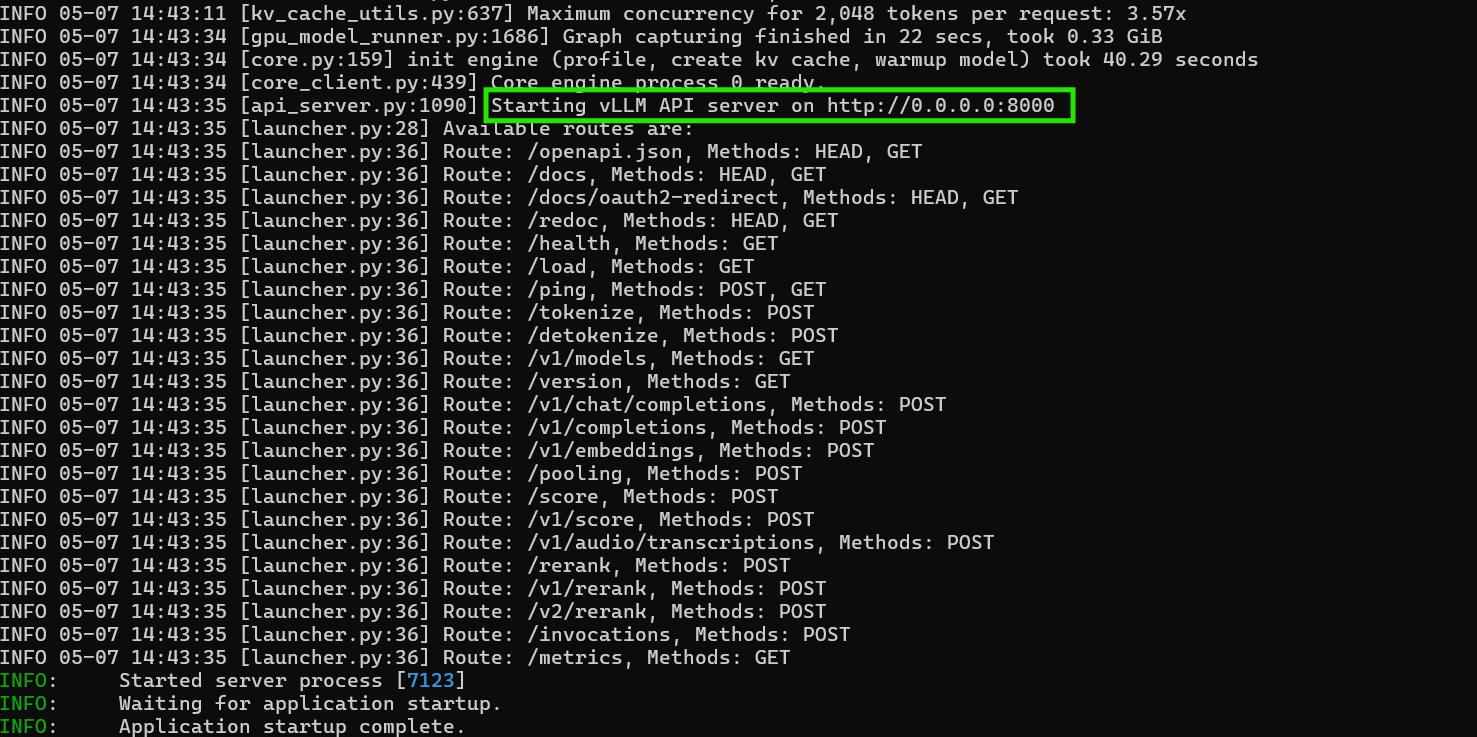 INFO 05-07 14:43:11 [kv_cache_utils.py:637] Maximum concurrency for 2,048 tokens per request: 3.57x
INFO 05-07 14:43:34 [gpu_model_runner.py:1686] Graph capturing finished in 22 secs, took 0.33 GiB
INFO 05-07 14:43:34 [core.py:159] init engine (profile, create kv cache, warmup model) took 40.29 seconds
INFO 05-07 14:43:34 [core_client.py:439] Core engine process 0 ready.
INFO 05-07 14:43:35 [api_server.py:1090] Starting vLLM API server on http://0.0.0.0:8000
INFO 05-07 14:43:35 [launcher.py:28] Available routes are:
INFO 05-07 14:43:35 [launcher.py:36] Route: /openapi.json, Methods: HEAD, GET
INFO 05-07 14:43:35 [launcher.py:36] Route: /docs, Methods: HEAD, GET
INFO 05-07 14:43:35 [launcher.py:36] Route: /docs/oauth2-redirect, Methods: HEAD, GET
INFO 05-07 14:43:35 [launcher.py:36] Route: /redoc, Methods: HEAD, GET
INFO 05-07 14:43:35 [launcher.py:36] Route: /health, Methods: GET
INFO 05-07 14:43:35 [launcher.py:36] Route: /load, Methods: GET
INFO 05-07 14:43:35 [launcher.py:36] Route: /ping, Methods: POST, GET
INFO 05-07 14:43:35 [launcher.py:36] Route: /tokenize, Methods: POST
INFO 05-07 14:43:35 [launcher.py:36] Route: /detokenize, Methods: POST
INFO 05-07 14:43:35 [launcher.py:36] Route: /v1/models, Methods: GET
INFO 05-07 14:43:35 [launcher.py:36] Route: /version, Methods: GET
INFO 05-07 14:43:35 [launcher.py:36] Route: /v1/chat/completions, Methods: POST
INFO 05-07 14:43:35 [launcher.py:36] Route: /v1/completions, Methods: POST
INFO 05-07 14:43:35 [launcher.py:36] Route: /v1/embeddings, Methods: POST
INFO 05-07 14:43:35 [launcher.py:36] Route: /pooling, Methods: POST
INFO 05-07 14:43:35 [launcher.py:36] Route: /score, Methods: POST
INFO 05-07 14:43:35 [launcher.py:36] Route: /v1/score, Methods: POST
INFO 05-07 14:43:35 [launcher.py:36] Route: /v1/audio/transcriptions, Methods: POST
INFO 05-07 14:43:35 [launcher.py:36] Route: /rerank, Methods: POST
INFO 05-07 14:43:35 [launcher.py:36] Route: /v1/rerank, Methods: POST
INFO 05-07 14:43:35 [launcher.py:36] Route: /v2/rerank, Methods: POST
INFO 05-07 14:43:35 [launcher.py:36] Route: /invocations, Methods: POST
INFO 05-07 14:43:35 [launcher.py:36] Route: /metrics, Methods: GET
INFO:     Started server process [7123]
INFO:     Waiting for application startup.
INFO:     Application startup complete.